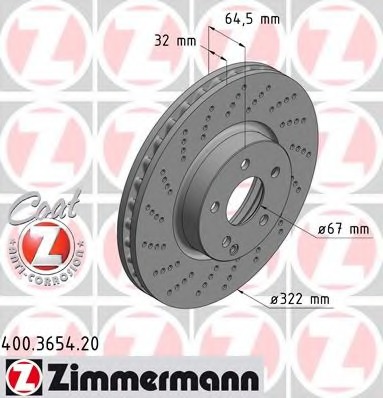 64,5 mm
32 mm
ø67 mm
ø322 mm
Coat
Z
ANTI-CORROSION
400.3654.20
Z Zimmermann